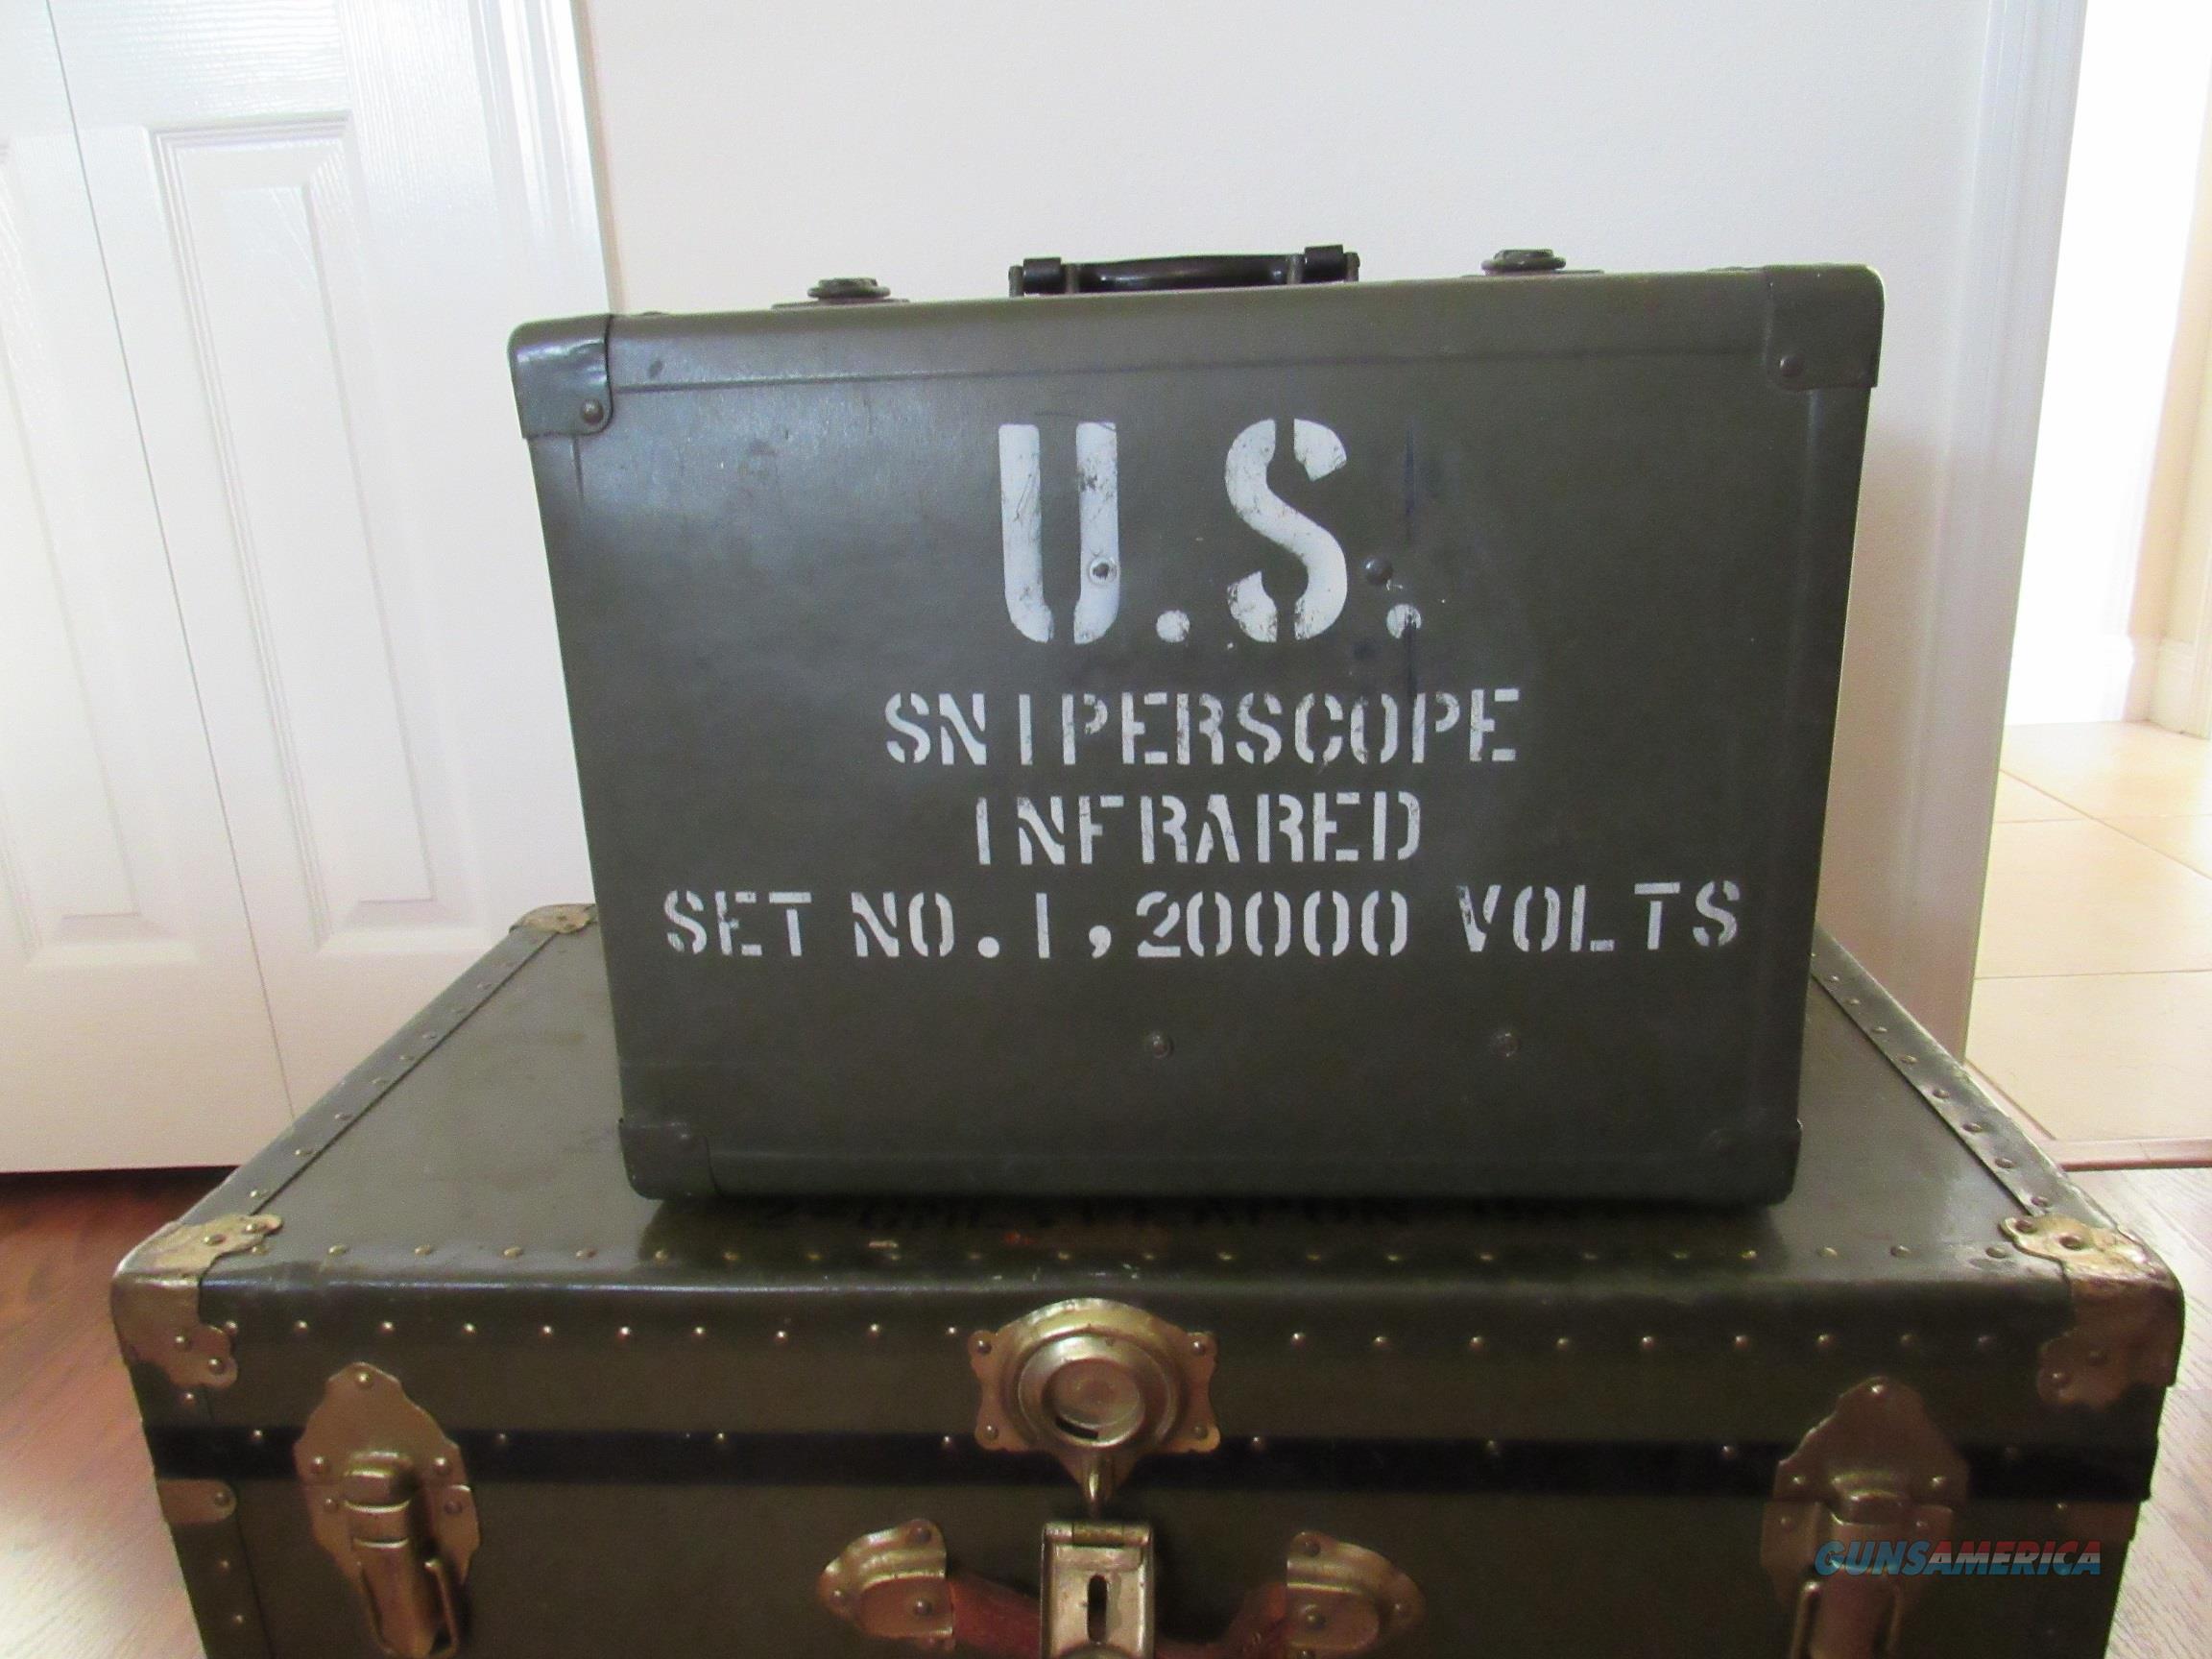 U.S.
SNIPERSCOPE
INFRARED
SET NO.1,20000 VOLTS
GUNSAMERICA